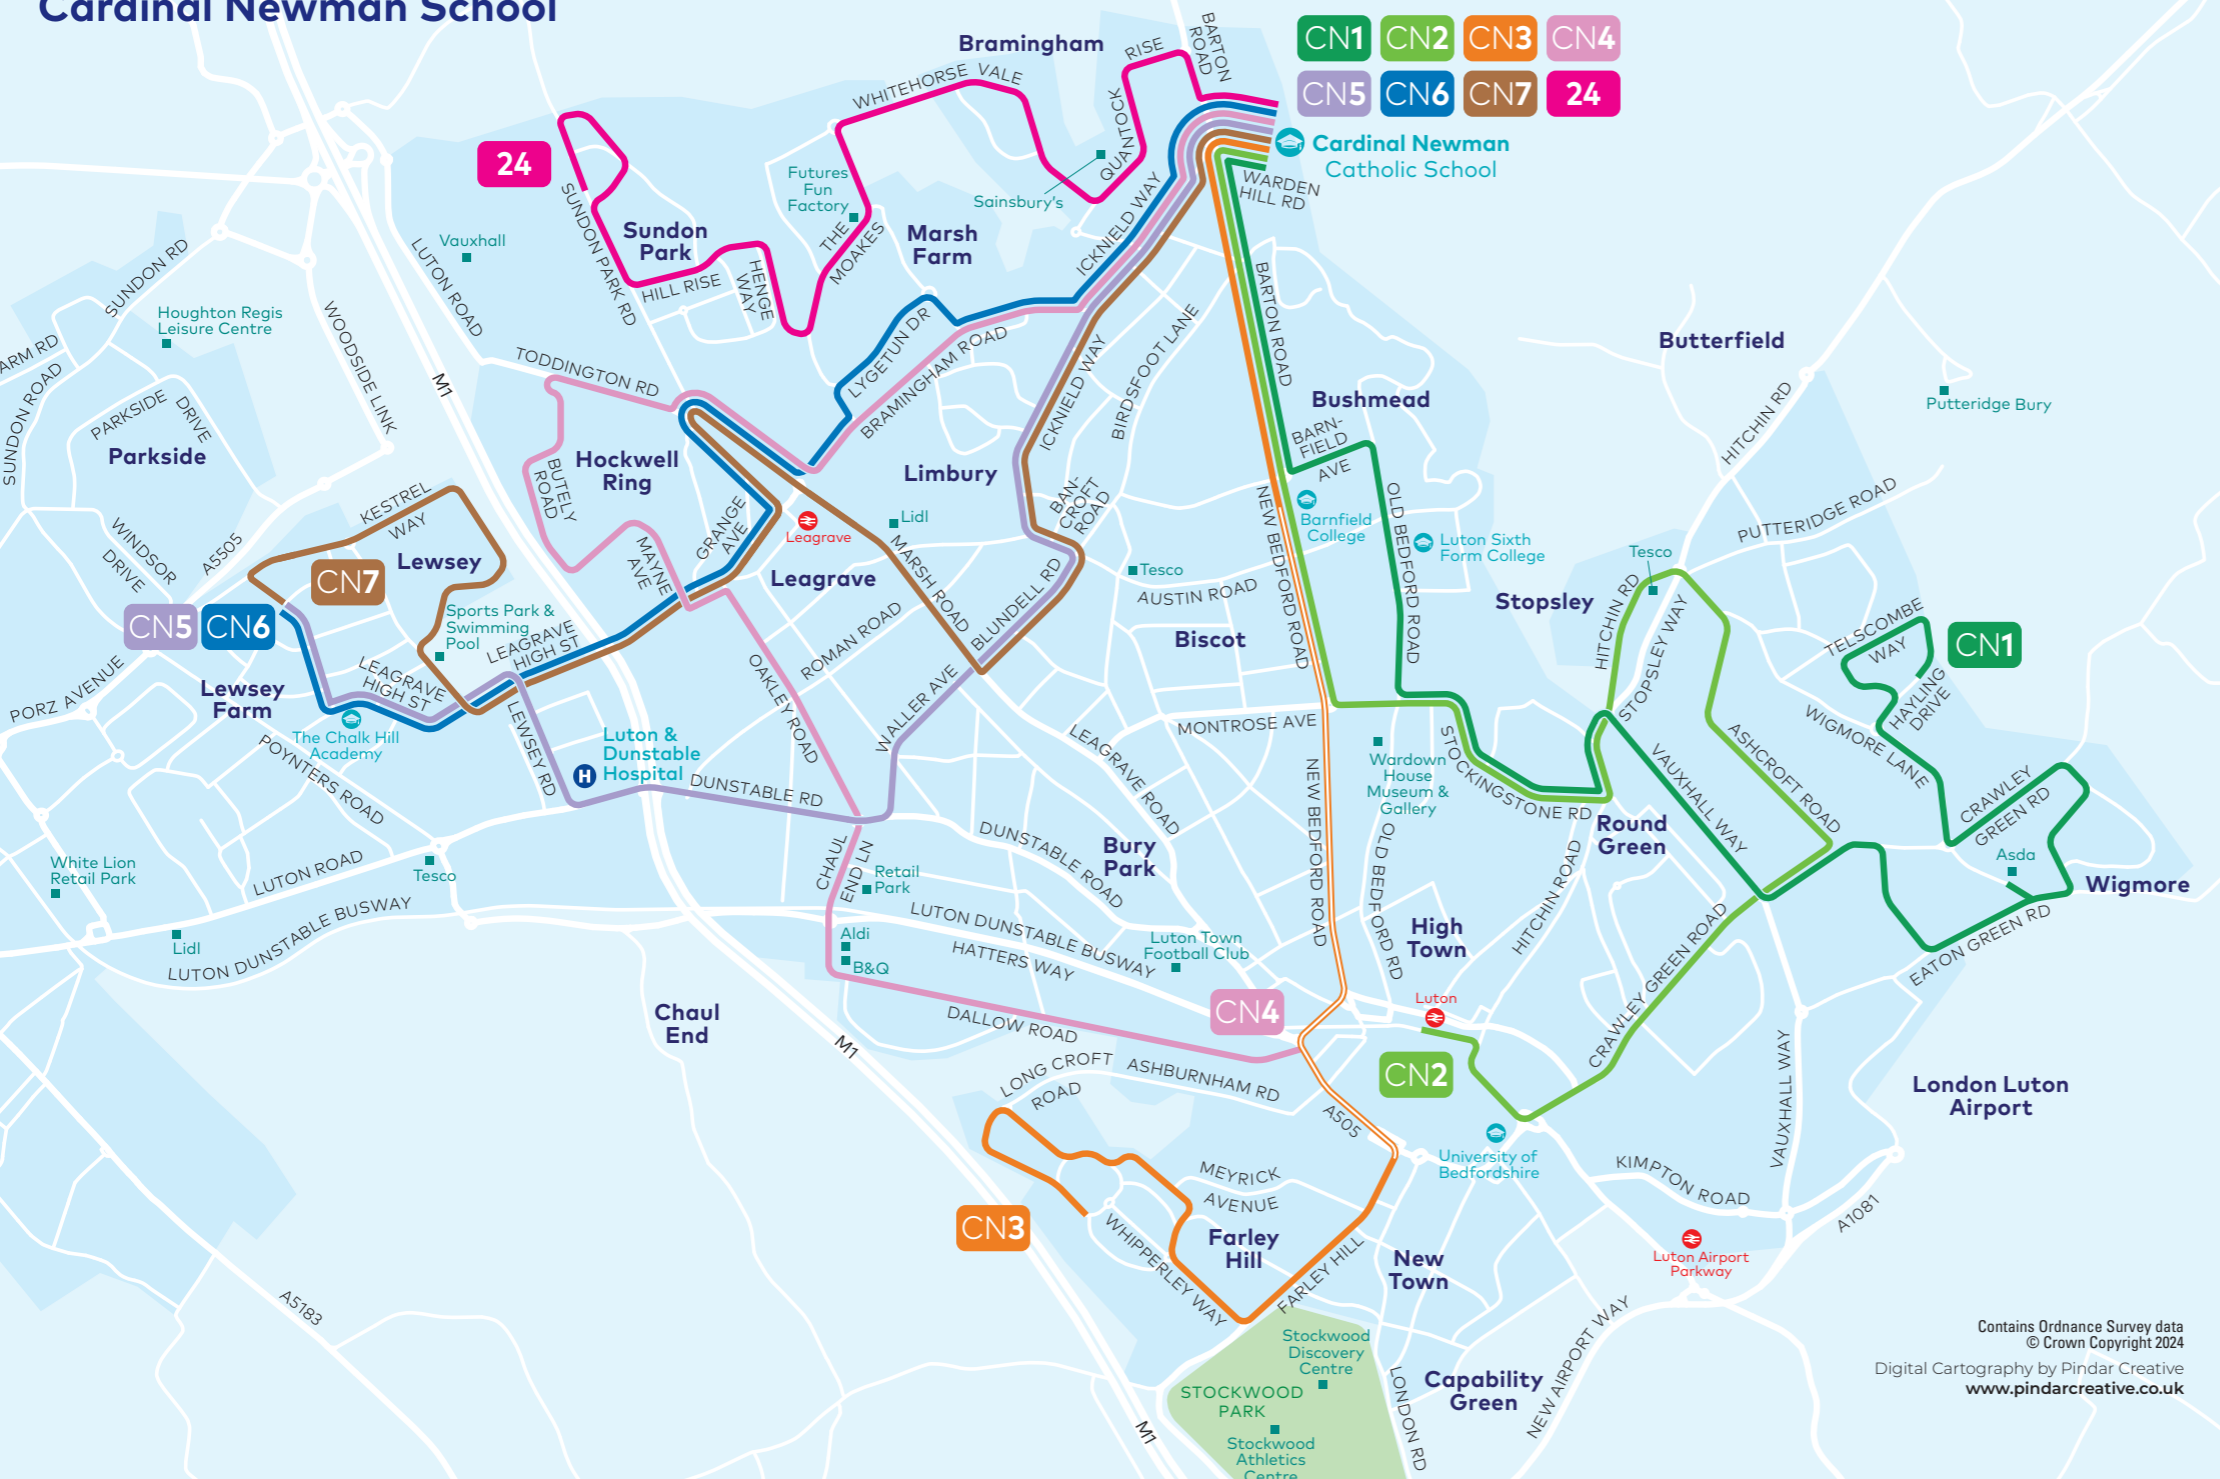 Cardinal Newman School
CN1 CN2 CN3 CN4
CN5 CN6 CN7 24
Cardinal Newman
Catholic School
Bramingham
WHITEHORSE VALE
RISE
QUANTOCK
BARTON
ROAD
WARDEN
HILL RD
24
SUNDON PARK RD
Sundon
Park
HILL RISE
HENGE
WAY
Futures
Fun
Factory
THE
MOAKES
Marsh
Farm
Sainsbury's
ICKNIELD WAY
Vauxhall
LUTON ROAD
SUNDON RD
Houghton Regis
Leisure Centre
WOODSIDE LINK
ARM RD
SUNDON ROAD
PARKSIDE
DRIVE
Parkside
M1
TODDINGTON RD
LYGETUN DR
BRAMINGHAM ROAD
ICKNIELD WAY
BIRDSFOOT LANE
BARTON ROAD
Bushmead
BARN-
FIELD
AVE
Butterfield
HITCHIN RD
Putteridge Bury
PUTTERIDGE ROAD
Hockwell
Ring
BUTELY
ROAD
Limbury
BAN-
CROFT
ROAD
Lidl
Leagrave
GRANGE
AVE
MAYNE
AVE
Leagrave
MARSH ROAD
BLUNDELL RD
KESTREL
WAY
Lewsey
CN7
WINDSOR
DRIVE
A5505
CN5 CN6
Sports Park &
Swimming
Pool
LEAGRAVE
HIGH ST
LEAGRAVE
HIGH ST
PORZ AVENUE
Lewsey
Farm
The Chalk Hill
Academy
LEWSEY RD
POYNTERS ROAD
Luton &
Dunstable
Hospital
H
DUNSTABLE RD
OAKLEY ROAD
ROMAN ROAD
WALLER AVE
Tesco
AUSTIN ROAD
Biscot
MONTROSE AVE
LEAGRAVE ROAD
NEW BEDFORD ROAD
Barnfield
College
OLD BEDFORD ROAD
Luton Sixth
Form College
Stopsley
Tesco
HITCHIN RD
STOPSLEY WAY
TELSCOMBE
WAY
CN1
HAYLING
DRIVE
WIGMORE LANE
ASHCROFT ROAD
VAUXHALL WAY
CRAWLEY
GREEN RD
Asda
Wigmore
EATON GREEN RD
STOCKINGSTONE RD
Round
Green
Wardown
House
Museum &
Gallery
NEW BEDFORD ROAD
OLD BEDFORD RD
HITCHIN ROAD
High
Town
CRAWLEY GREEN ROAD
Bury
Park
DUNSTABLE ROAD
CHAUL
END LN
Retail
Park
Aldi
B&Q
LUTON DUNSTABLE BUSWAY
HATTERS WAY
Luton Town
Football Club
White Lion
Retail Park
LUTON ROAD
Tesco
Lidl
LUTON DUNSTABLE BUSWAY
Chaul
End
M1
DALLOW ROAD
CN4
Luton
CN2
LONG CROFT
ROAD
ASHBURNHAM RD
A505
University of
Bedfordshire
London Luton
Airport
VAUXHALL WAY
KIMPTON ROAD
A1081
Luton Airport
Parkway
CN3
MEYRICK
AVENUE
WHIPPERLEY WAY
Farley
Hill
FARLEY HILL
New
Town
NEW AIRPORT WAY
A5183
Stockwood
Discovery
Centre
STOCKWOOD
PARK
Stockwood
Athletics
Centre
Capability
Green
LONDON RD
M1
Contains Ordnance Survey data
© Crown Copyright 2024
Digital Cartography by Pindar Creative
www.pindarcreative.co.uk